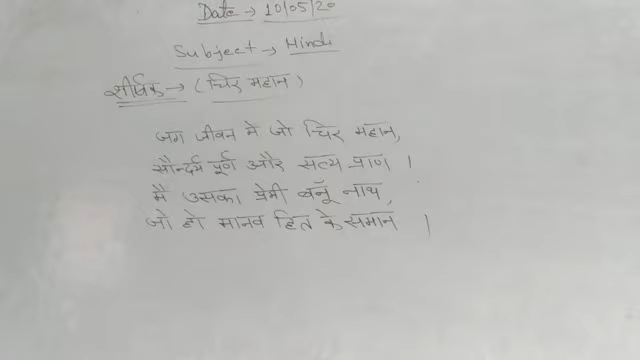 Date → 10/05/20
Subject → Hindi
शीर्षक → (चिर महान)
जग जीवन मे जो चिर महान,
सौन्दर्य पूर्ण और सत्य प्राण ।
मैं उसका प्रेमी बनूँ नाथ,
जो हो मानव हित के समान ।